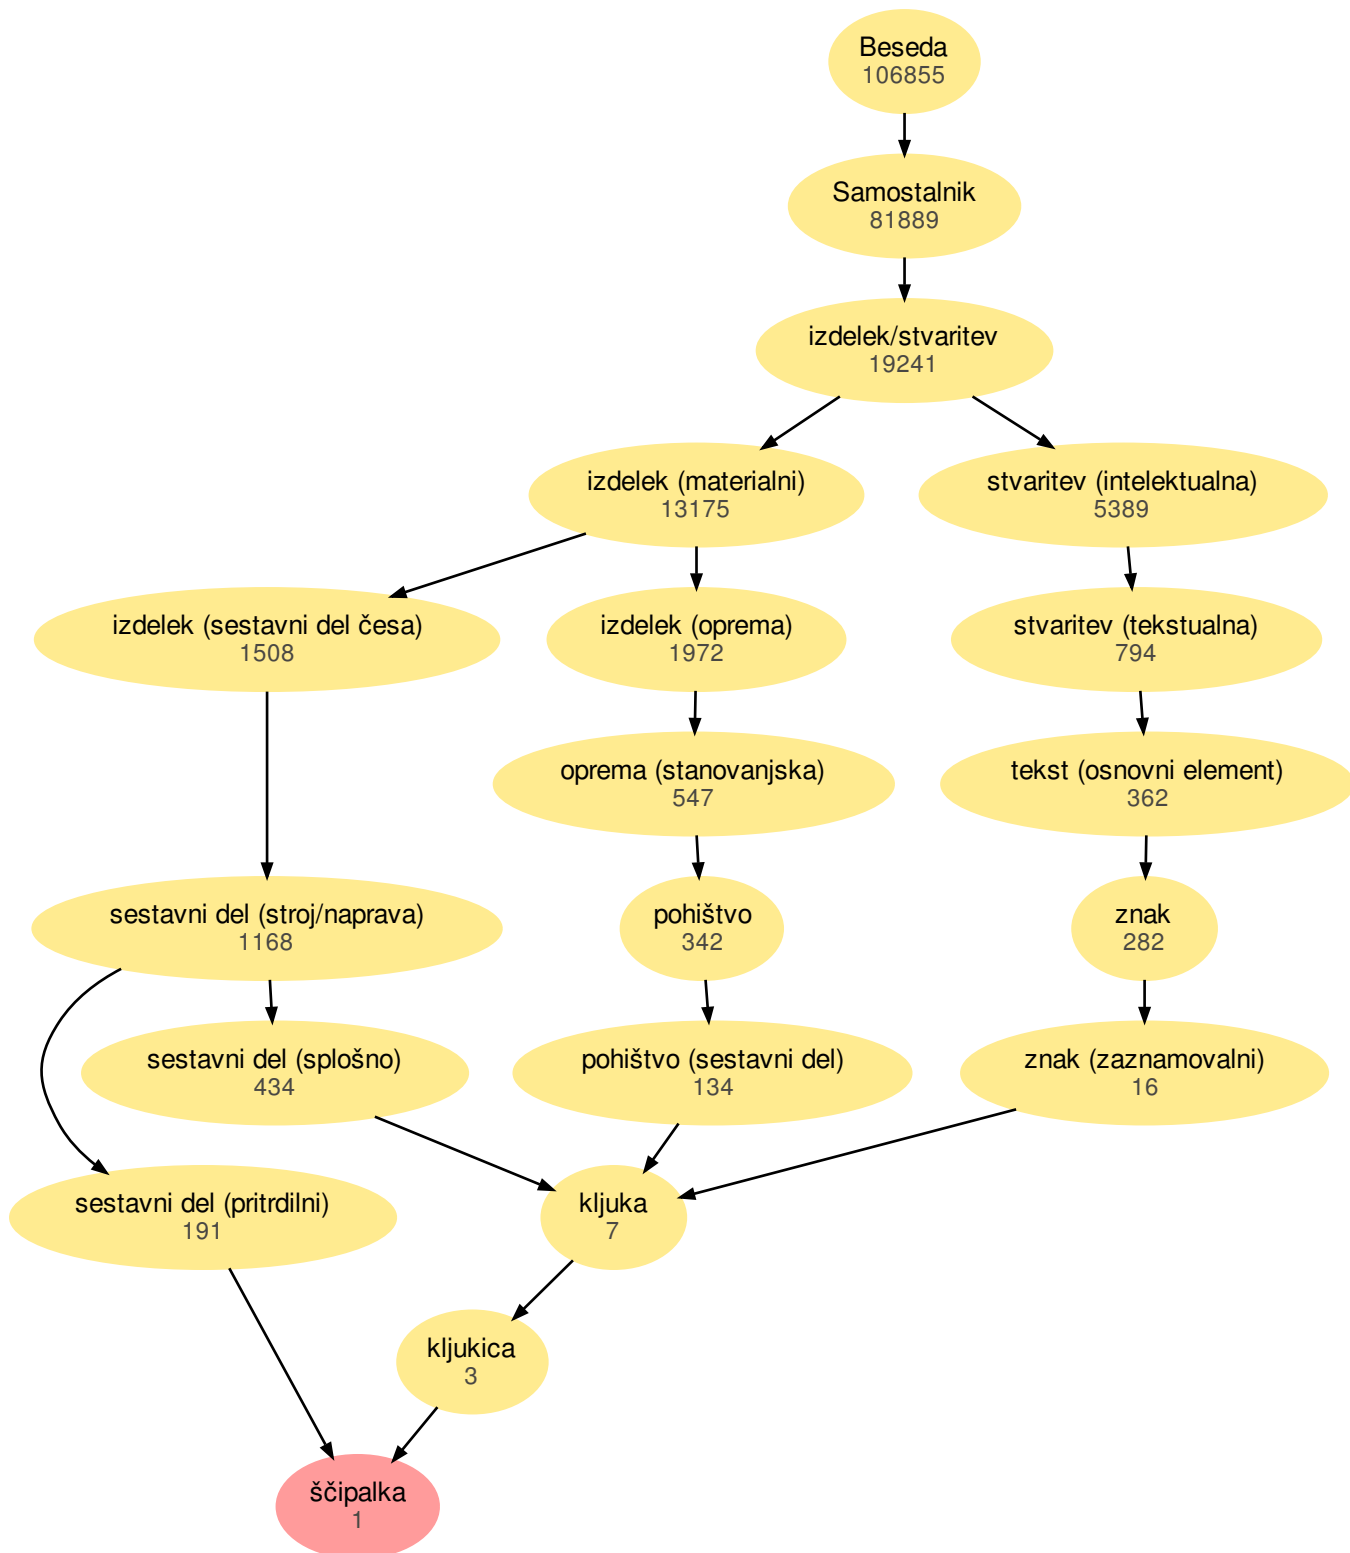 Beseda
106855
Samostalnik
81889
izdelek/stvaritev
19241
izdelek (materialni)
13175
stvaritev (intelektualna)
5389
izdelek (sestavni del česa)
1508
izdelek (oprema)
1972
stvaritev (tekstualna)
794
oprema (stanovanjska)
547
tekst (osnovni element)
362
sestavni del (stroj/naprava)
1168
pohištvo
342
znak
282
sestavni del (splošno)
434
pohištvo (sestavni del)
134
znak (zaznamovalni)
16
sestavni del (pritrdilni)
191
kljuka
7
kljukica
3
ščipalka
1